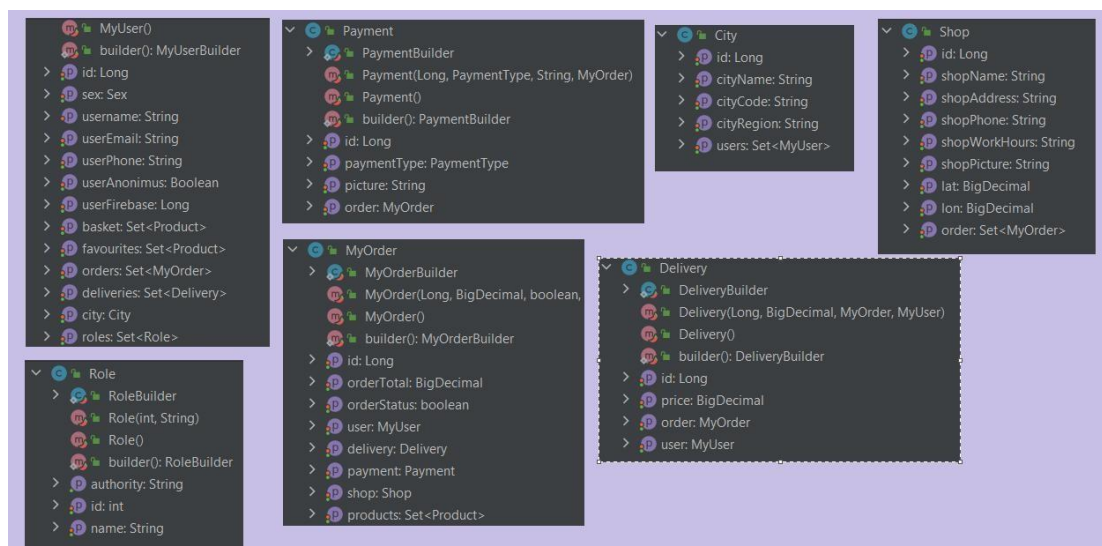 MyUser()
builder(): MyUserBuilder
id: Long
sex: Sex
username: String
userEmail: String
userPhone: String
userAnonimus: Boolean
userFirebase: Long
basket: Set<Product>
favourites: Set<Product>
orders: Set<MyOrder>
deliveries: Set<Delivery>
city: City
roles: Set<Role>
Role
RoleBuilder
Role(int, String)
Role()
builder(): RoleBuilder
authority: String
id: int
name: String
Payment
PaymentBuilder
Payment(Long, PaymentType, String, MyOrder)
Payment()
builder(): PaymentBuilder
id: Long
paymentType: PaymentType
picture: String
order: MyOrder
MyOrder
MyOrderBuilder
MyOrder(Long, BigDecimal, boolean,
MyOrder()
builder(): MyOrderBuilder
id: Long
orderTotal: BigDecimal
orderStatus: boolean
user: MyUser
delivery: Delivery
payment: Payment
shop: Shop
products: Set<Product>
City
id: Long
cityName: String
cityCode: String
cityRegion: String
users: Set<MyUser>
Delivery
DeliveryBuilder
Delivery(Long, BigDecimal, MyOrder, MyUser)
Delivery()
builder(): DeliveryBuilder
id: Long
price: BigDecimal
order: MyOrder
user: MyUser
Shop
id: Long
shopName: String
shopAddress: String
shopPhone: String
shopWorkHours: String
shopPicture: String
lat: BigDecimal
lon: BigDecimal
order: Set<MyOrder>